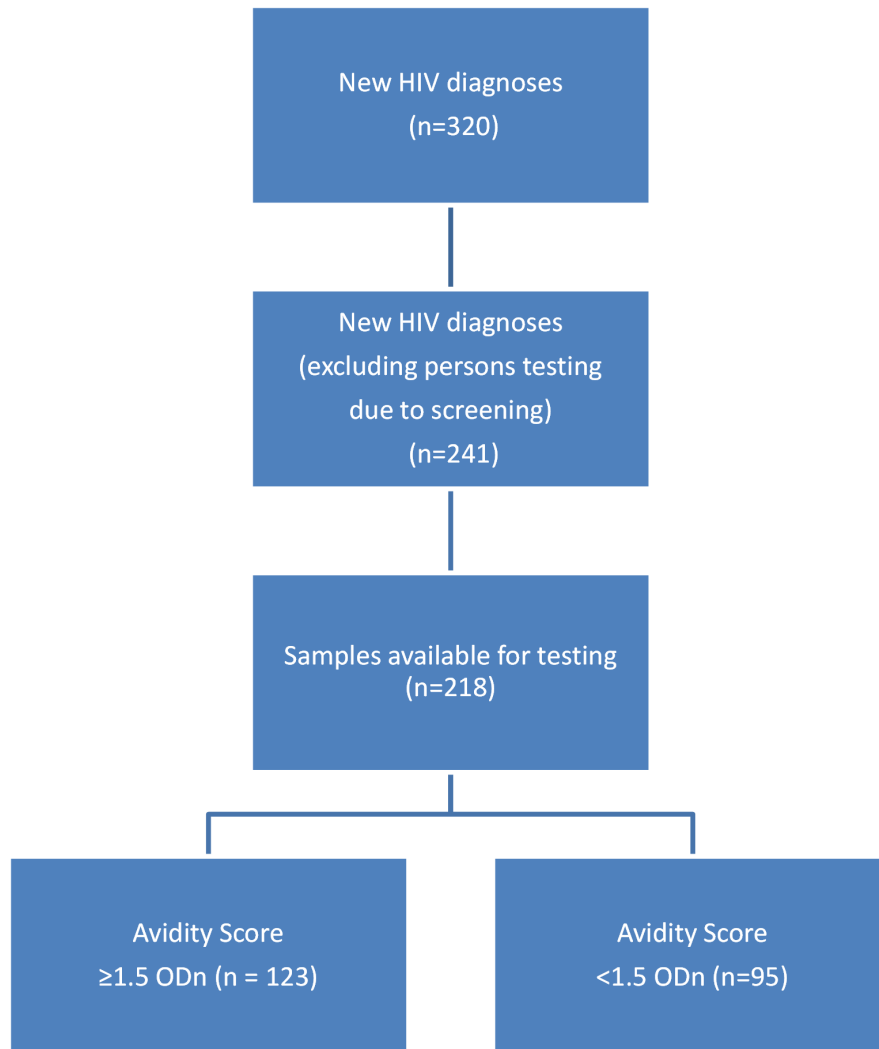 New HIV diagnoses
(n=320)
New HIV diagnoses
(excluding persons testing
due to screening)
(n=241)
Samples available for testing
(n=218)
Avidity Score
≥1.5 ODn (n = 123)
Avidity Score
<1.5 ODn (n=95)